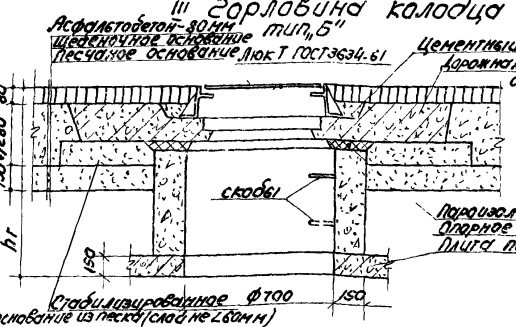 III Горловина колодца
тип „Б"
Асфальтобетон-80мм
щебеночное основание
песчаное основание
Люк Т ГОСТ 3634-61
Цементный
Дорожная
скобы
hг
150
Пароизол
Опорное
Плита п
Стабилизированное
ф700
150
основание из песка (слой не <60мм)